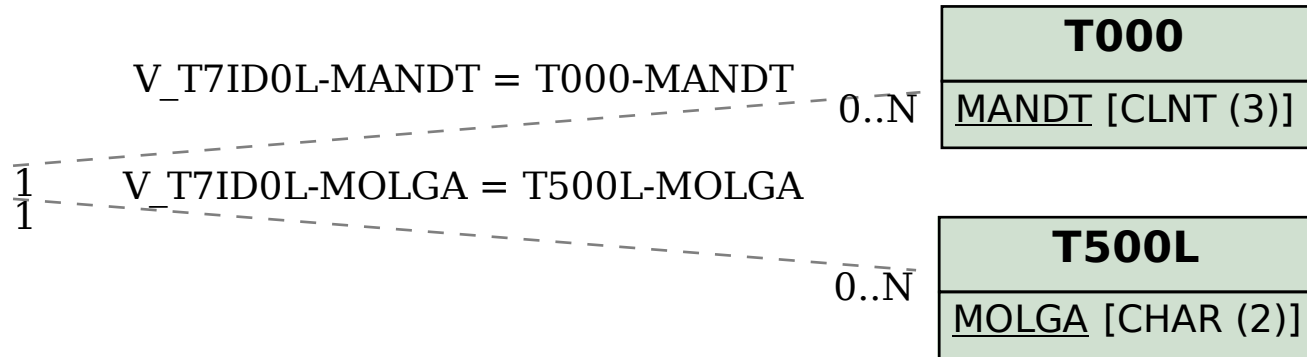 T000
V_T7ID0L-MANDT = T000-MANDT
0..N
MANDT [CLNT (3)]
1
V_T7ID0L-MOLGA = T500L-MOLGA
1
T500L
0..N
MOLGA [CHAR (2)]